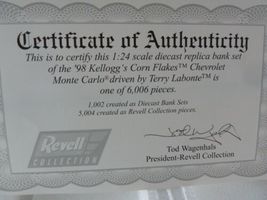 Certificate of Authenticity
This is to certify this 1:24 scale diecast replica bank set
of the '98 Kellogg's Corn Flakes™ Chevrolet
Monte Carlo® driven by Terry Labonte™ is
one of 6,006 pieces.
1,002 created as Diecast Bank Sets
5,004 created as Revell Collection pieces.
Revell
COLLECTION
Tod Wagenhals
President-Revell Collection